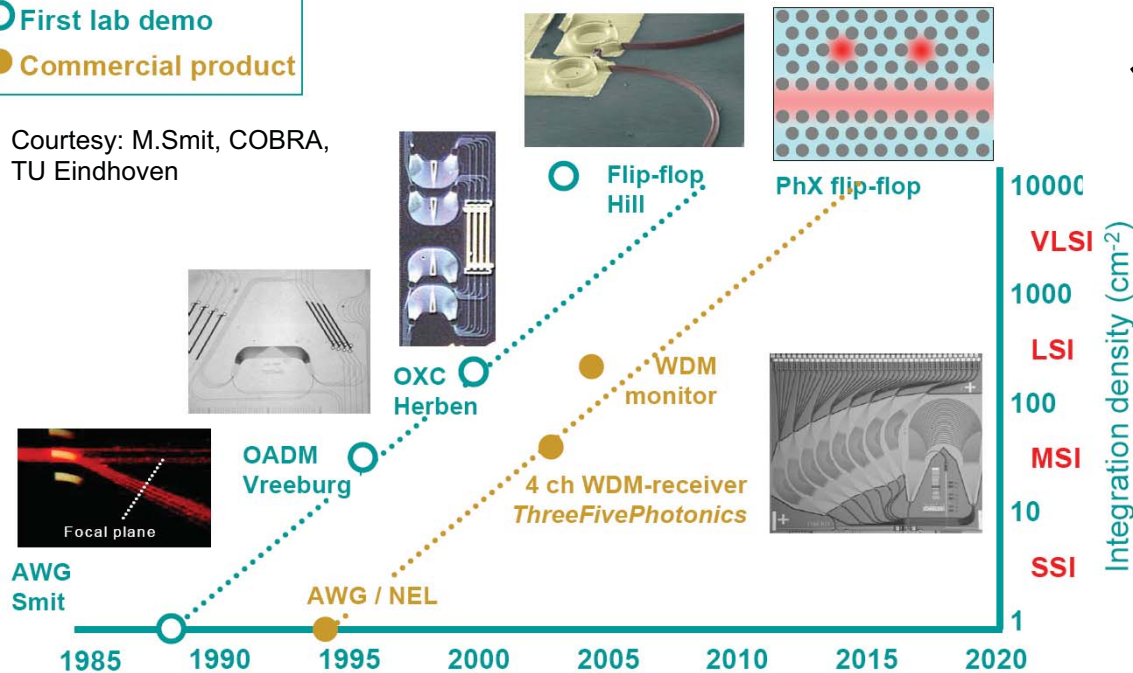 First lab demo
Commercial product
Courtesy: M.Smit, COBRA,
TU Eindhoven
Flip-flop
Hill
PhX flip-flop
10000
VLSI
1000
OXC
Herben
WDM
monitor
LSI
100
OADM
Vreeburg
4 ch WDM-receiver
ThreeFivePhotonics
MSI
10
Focal plane
AWG
Smit
AWG / NEL
SSI
1
Integration density (cm-2)
1985 1990 1995 2000 2005 2010 2015 2020